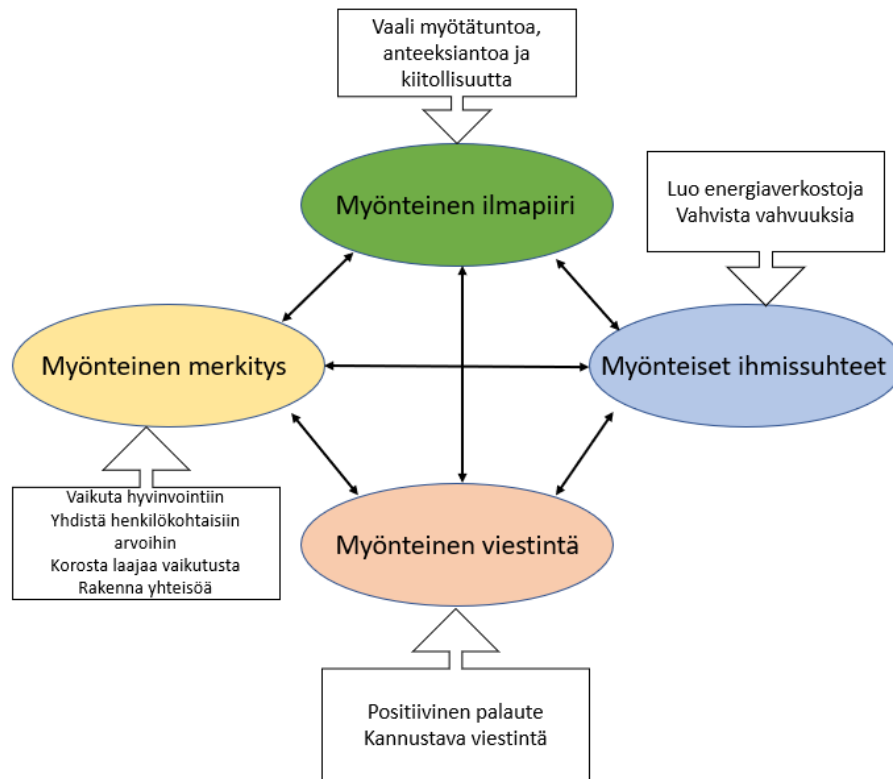 Vaali myötätuntoa,
anteeksiantoa ja
kiitollisuutta
Myönteinen ilmapiiri
Luo energiaverkostoja
Vahvista vahvuuksia
Myönteinen merkitys
Myönteiset ihmissuhteet
Vaikuta hyvinvointiin
Yhdistä henkilökohtaisiin
arvoihin
Korosta laajaa vaikutusta
Rakenna yhteisöä
Myönteinen viestintä
Positiivinen palaute
Kannustava viestintä